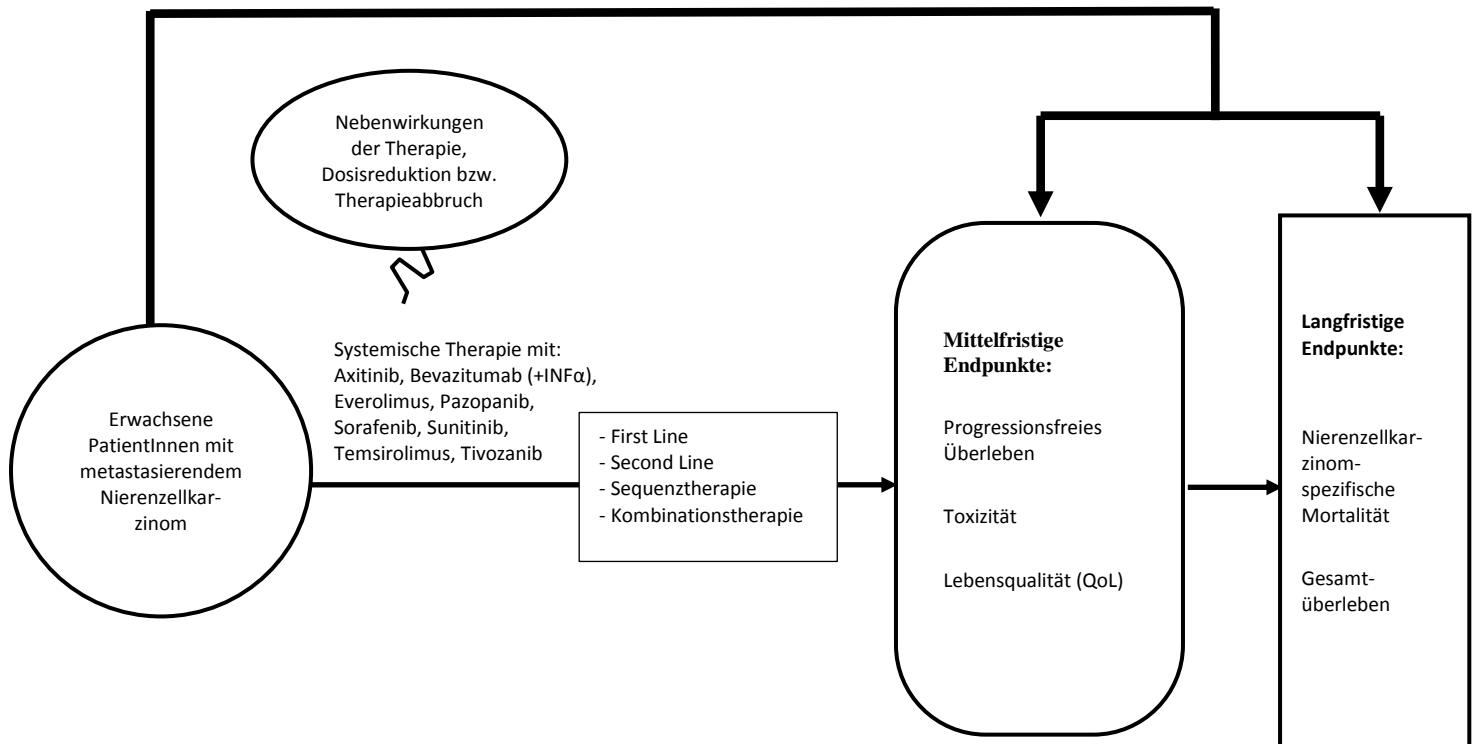 Nebenwirkungen
der Therapie,
Dosisreduktion bzw.
Therapieabbruch
Erwachsene
PatientInnen mit
metastasierendem
Nierenzellkar-
zinom
Systemische Therapie mit:
Axitinib, Bevazitumab (+INFα),
Everolimus, Pazopanib,
Sorafenib, Sunitinib,
Temsirolimus, Tivozanib
- First Line
- Second Line
- Sequenztherapie
- Kombinationstherapie
Mittelfristige
Endpunkte:
Progressionsfreies
Überleben
Toxizität
Lebensqualität (QoL)
Langfristige
Endpunkte:
Nierenzellkar-
zinom-
spezifische
Mortalität
Gesamt-
überleben